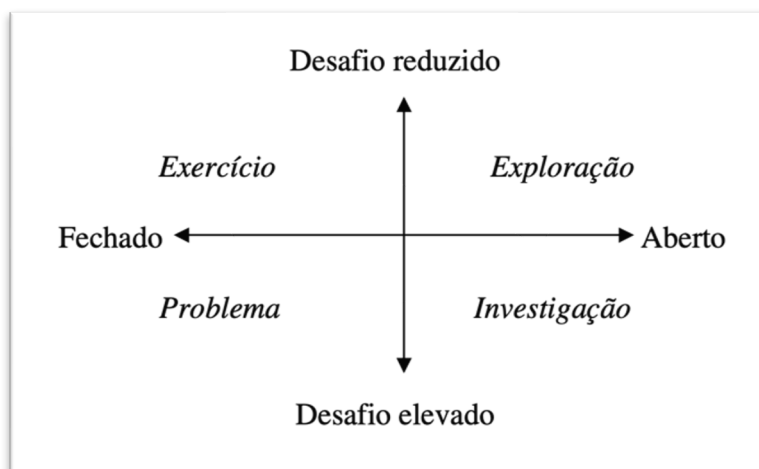 Desafio reduzido
Exercício Exploração
Fechado Aberto
Problema Investigação
Desafio elevado